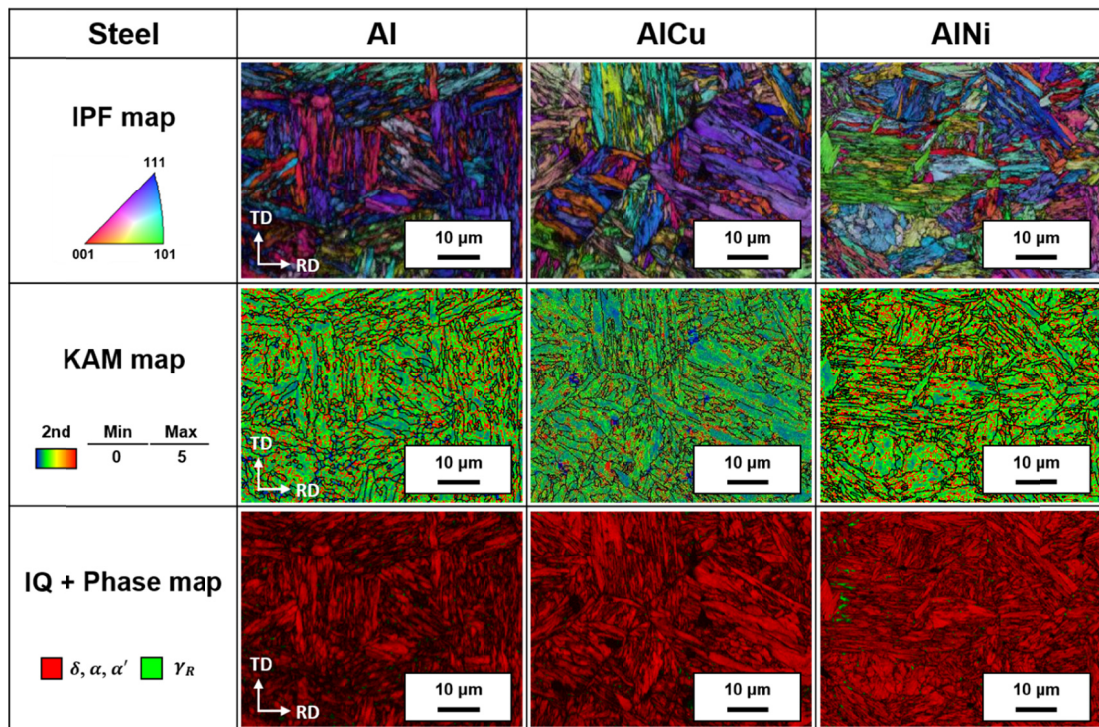 Steel Al AlCu AlNi
IPF map
111
001 101
TD
RD
10 µm
10 µm
10 µm
KAM map
2nd Min Max
0 5
TD
RD
10 µm
10 µm
10 µm
IQ + Phase map
δ, α, α′ γR
TD
RD
10 µm
10 µm
10 µm